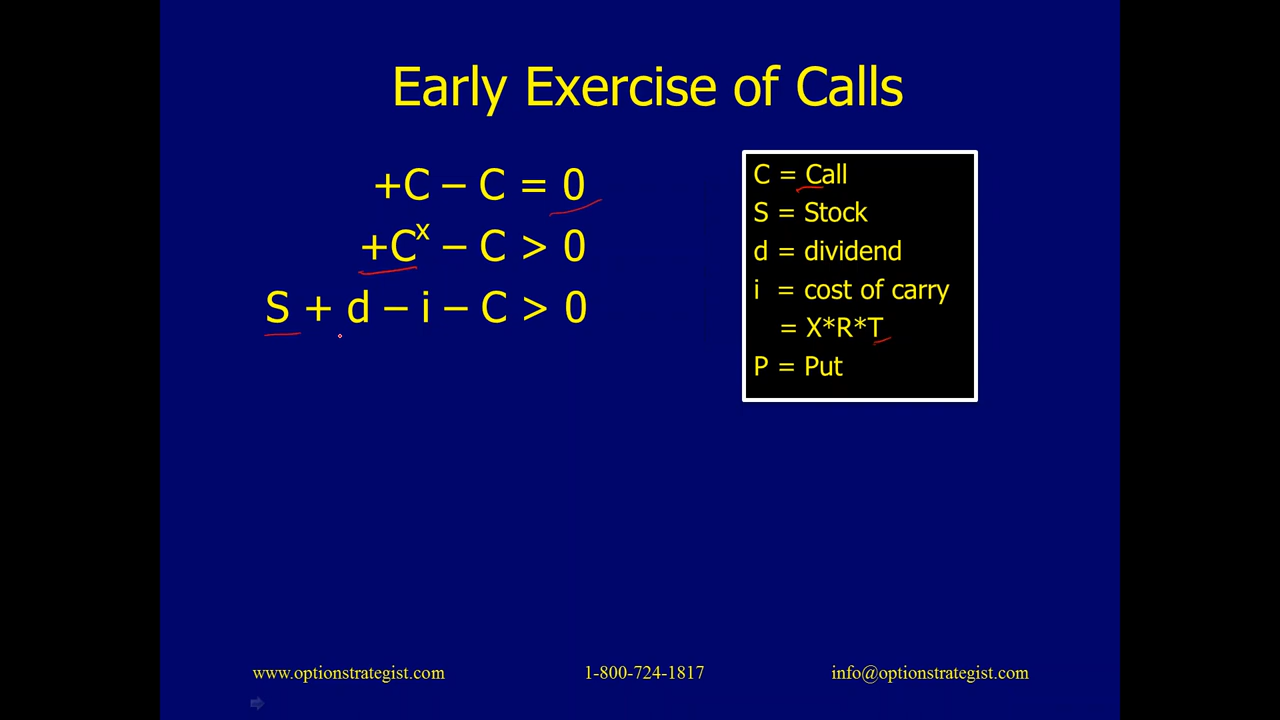 Early Exercise of Calls
+C – C = 0
+Cˣ – C > 0
S + d – i – C > 0
C = Call
S = Stock
d = dividend
i = cost of carry
= X*R*T
P = Put
www.optionstrategist.com 1-800-724-1817 info@optionstrategist.com